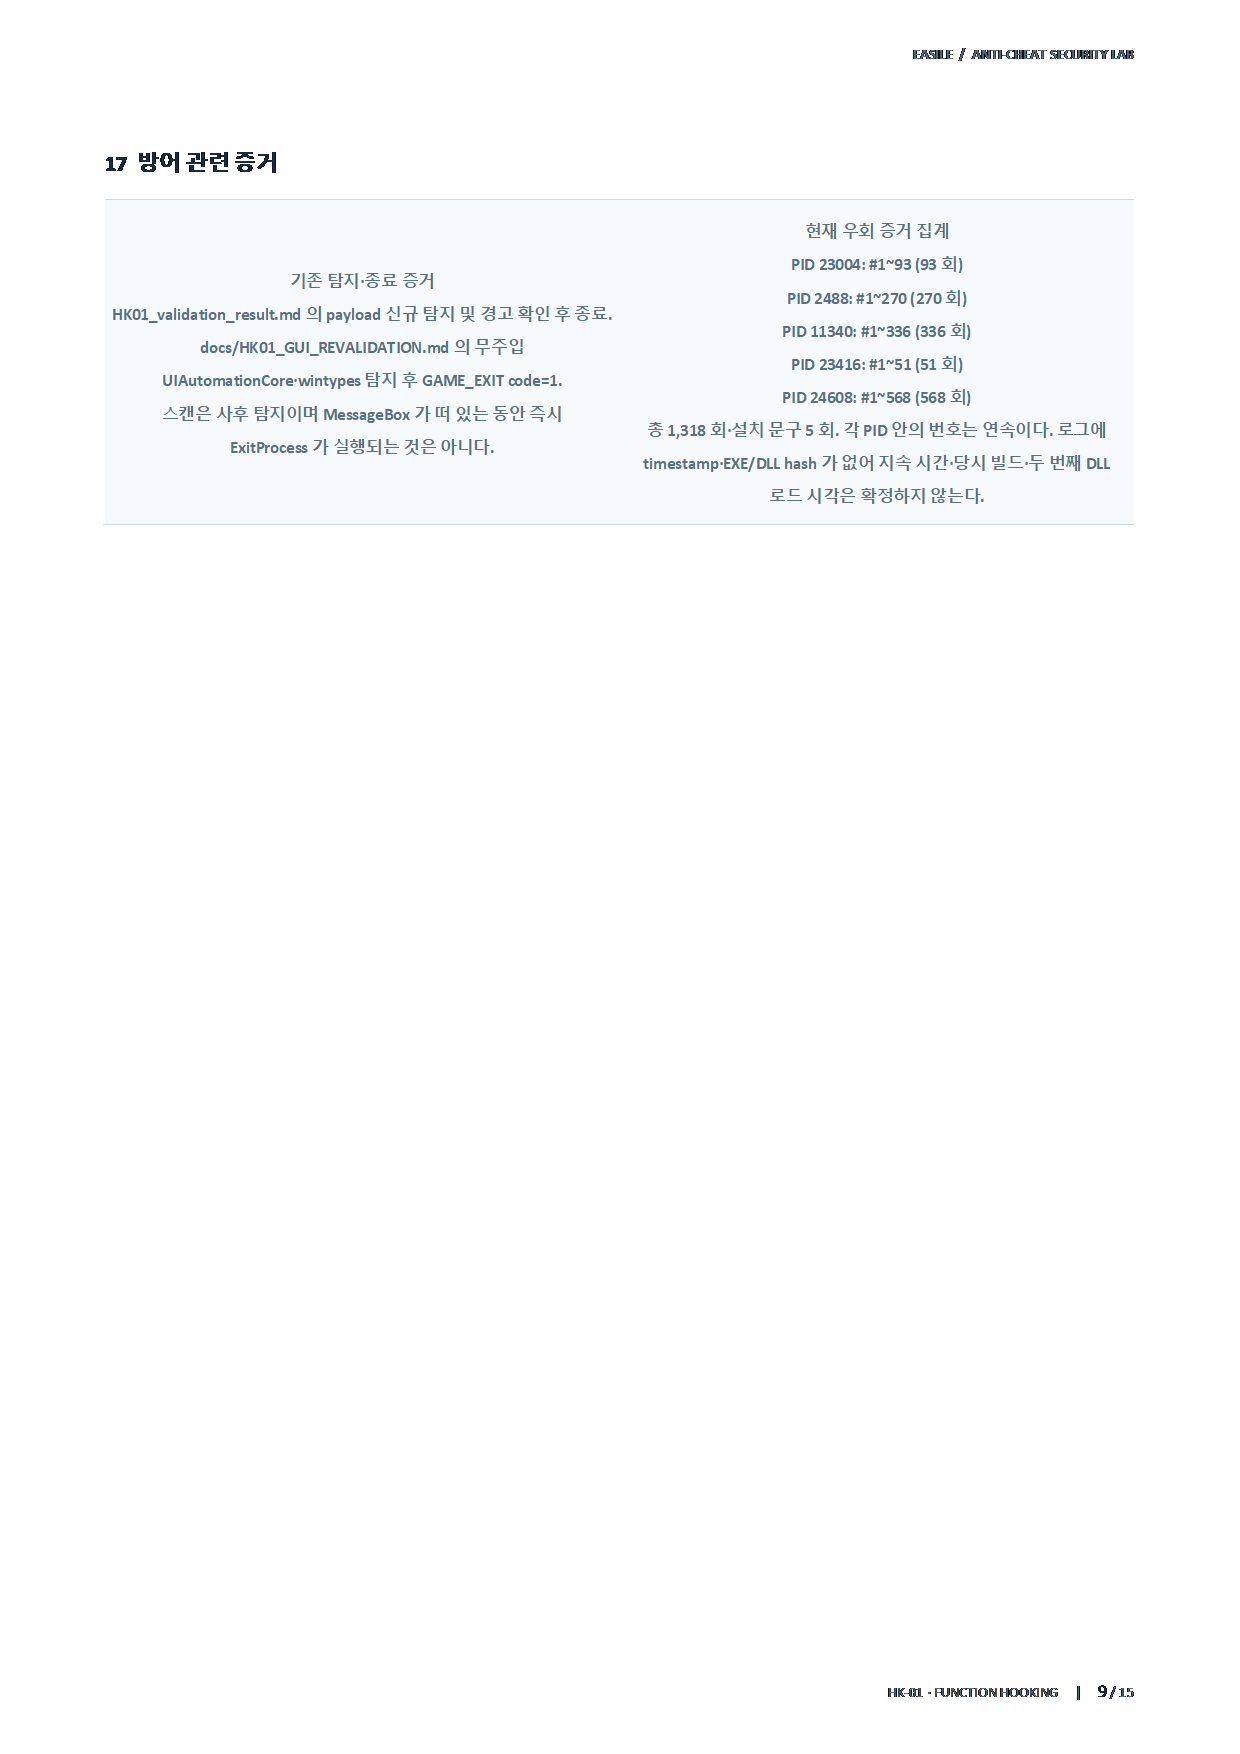 EASILE / ANTI-CHEAT SECURITY LAB
17 방어 관련 증거
기존 탐지·종료 증거
HK01_validation_result.md 의 payload 신규 탐지 및 경고 확인 후 종료.
docs/HK01_GUI_REVALIDATION.md 의 무주입
UIAutomationCore·wintypes 탐지 후 GAME_EXIT code=1.
스캔은 사후 탐지이며 MessageBox 가 떠 있는 동안 즉시
ExitProcess 가 실행되는 것은 아니다.
현재 우회 증거 집계
PID 23004: #1~93 (93 회)
PID 2488: #1~270 (270 회)
PID 11340: #1~336 (336 회)
PID 23416: #1~51 (51 회)
PID 24608: #1~568 (568 회)
총 1,318 회·설치 문구 5 회. 각 PID 안의 번호는 연속이다. 로그에
timestamp·EXE/DLL hash 가 없어 지속 시간·당시 빌드·두 번째 DLL
로드 시각은 확정하지 않는다.
HK-01 · FUNCTION HOOKING | 9 / 15